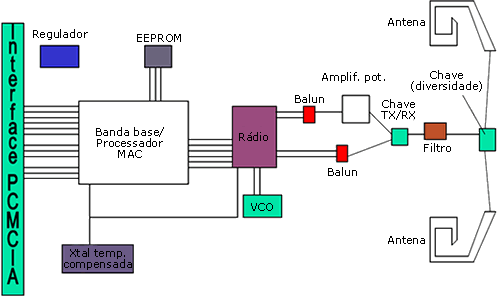 Interface PCMCIA
Regulador
EEPROM
Banda base/
Processador
MAC
Xtal temp.
compensada
Rádio
VCO
Balun
Balun
Amplif. pot.
Chave
TX/RX
Filtro
Antena
Chave
(diversidade)
Antena